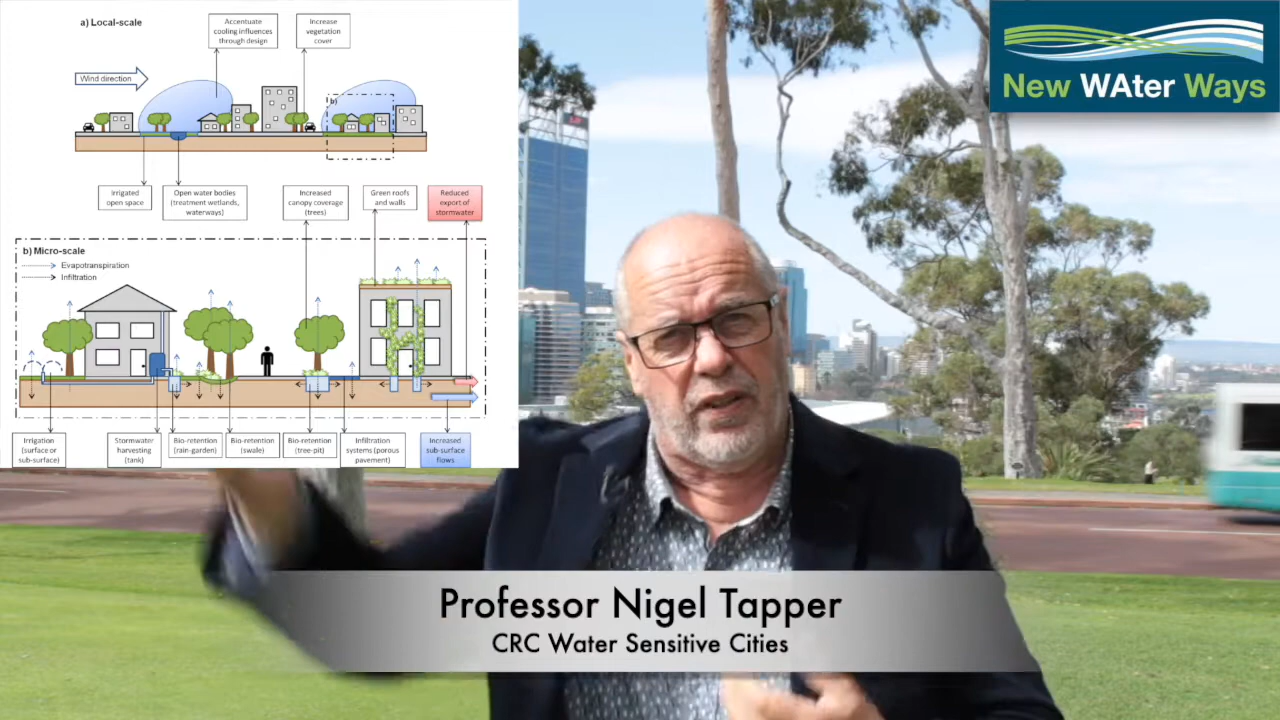 a) Local-scale
Accentuate
cooling influences
through design
Increase
vegetation
cover
Wind direction
b)
Irrigated
open space
Open water bodies
(treatment wetlands,
waterways)
Increased
canopy coverage
(trees)
Green roofs
and walls
Reduced
export of
stormwater
b) Micro-scale
Evapotranspiration
Infiltration
Irrigation
(surface or
sub-surface)
Stormwater
harvesting
(tank)
Bio-retention
(rain-garden)
Bio-retention
(swale)
Bio-retention
(tree-pit)
Infiltration
systems (porous
pavement)
Increased
sub-surface
flows
New WAter Ways
Professor Nigel Tapper
CRC Water Sensitive Cities